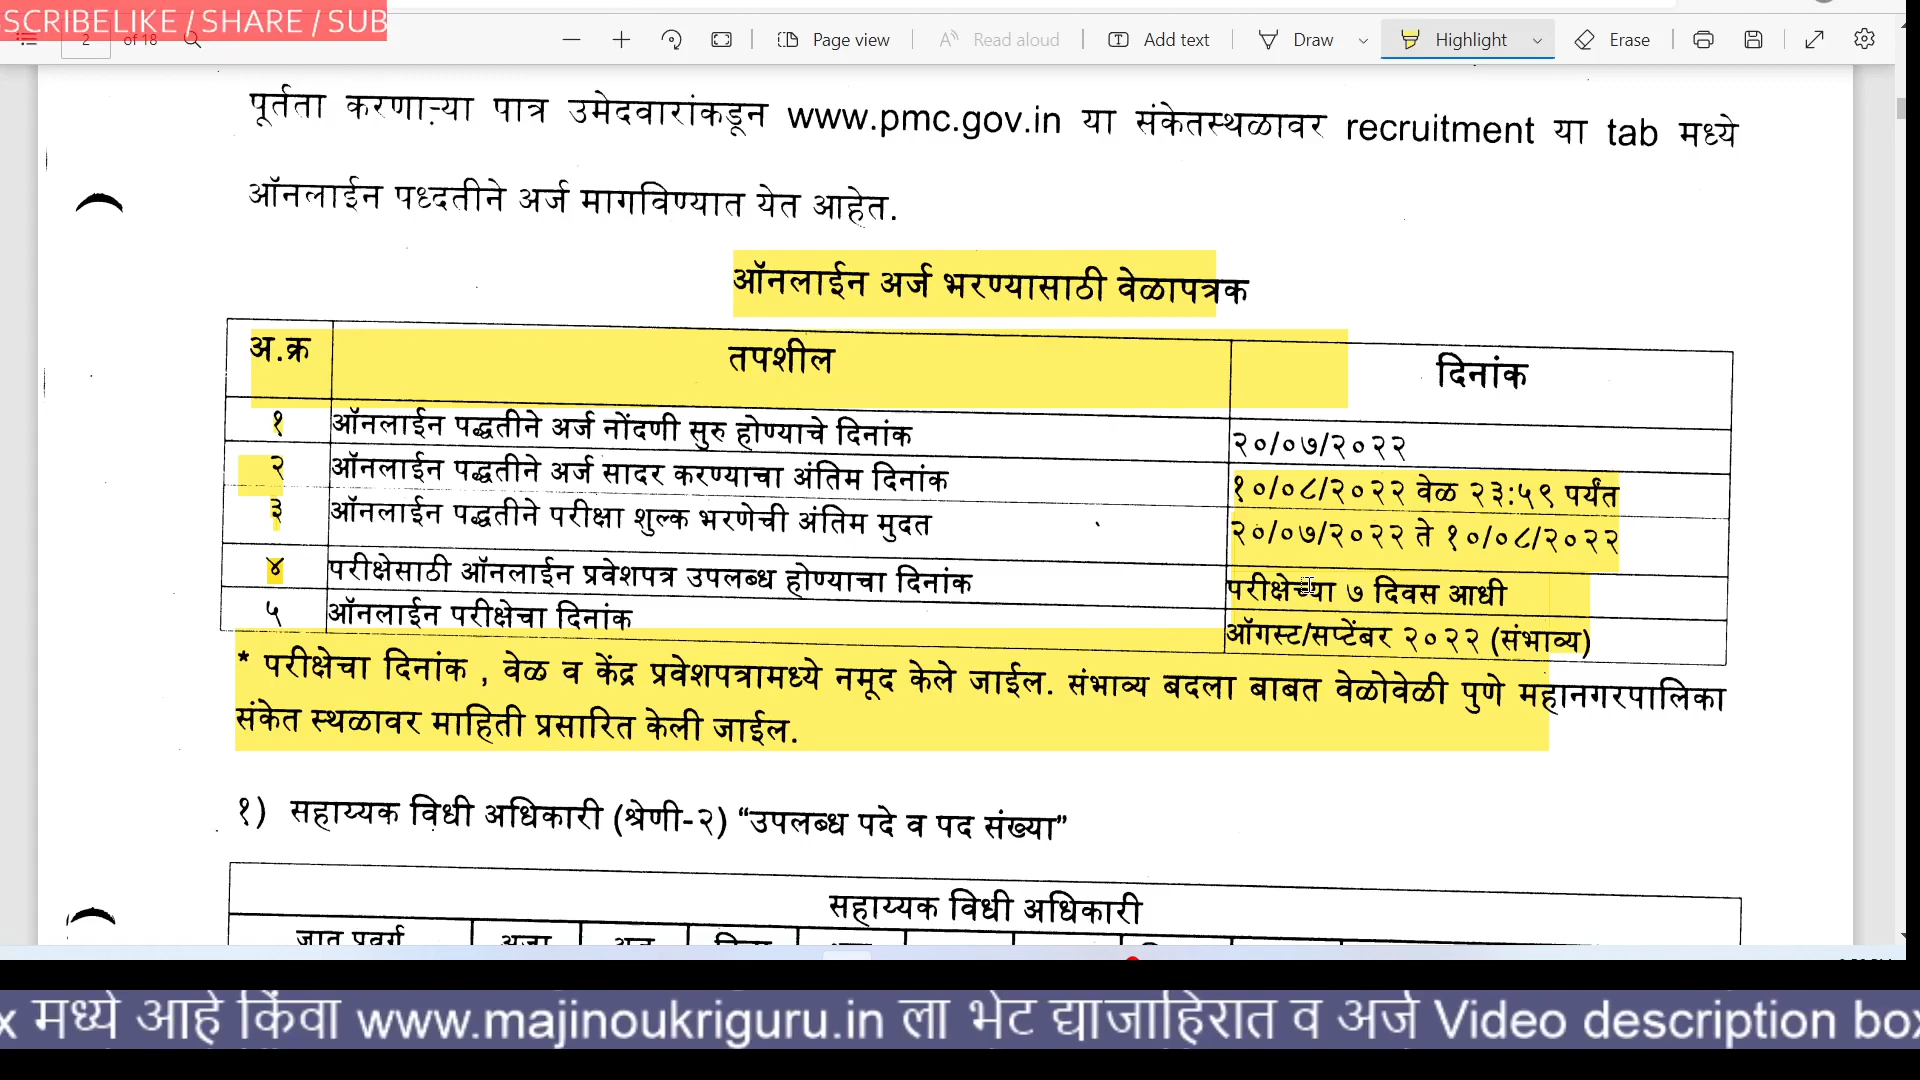 SCRIBELIKE / SHARE / SUB
2 of 18
Page view
Read aloud
Add text
Draw
Highlight
Erase
पूर्तता करणाऱ्या पात्र उमेदवारांकडून www.pmc.gov.in या संकेतस्थळावर recruitment या tab मध्ये
ऑनलाईन पध्दतीने अर्ज मागविण्यात येत आहेत.
ऑनलाईन अर्ज भरण्यासाठी वेळापत्रक
अ.क्र तपशील दिनांक
१ ऑनलाईन पद्धतीने अर्ज नोंदणी सुरु होण्याचे दिनांक २०/०७/२०२२
२ ऑनलाईन पद्धतीने अर्ज सादर करण्याचा अंतिम दिनांक १०/०८/२०२२ वेळ २३:५९ पर्यंत
३ ऑनलाईन पद्धतीने परीक्षा शुल्क भरणेची अंतिम मुदत २०/०७/२०२२ ते १०/०८/२०२२
४ परीक्षेसाठी ऑनलाईन प्रवेशपत्र उपलब्ध होण्याचा दिनांक परीक्षेच्या ७ दिवस आधी
५ ऑनलाईन परीक्षेचा दिनांक ऑगस्ट/सप्टेंबर २०२२ (संभाव्य)
* परीक्षेचा दिनांक , वेळ व केंद्र प्रवेशपत्रामध्ये नमूद केले जाईल. संभाव्य बदला बाबत वेळोवेळी पुणे महानगरपालिका
संकेत स्थळावर माहिती प्रसारित केली जाईल.
१) सहाय्यक विधी अधिकारी (श्रेणी-२) “उपलब्ध पदे व पद संख्या”
सहाय्यक विधी अधिकारी
जात प्रवर्ग अजा
x मध्ये आहे किंवा www.majinoukriguru.in ला भेट द्याजाहिरात व अर्ज Video description box